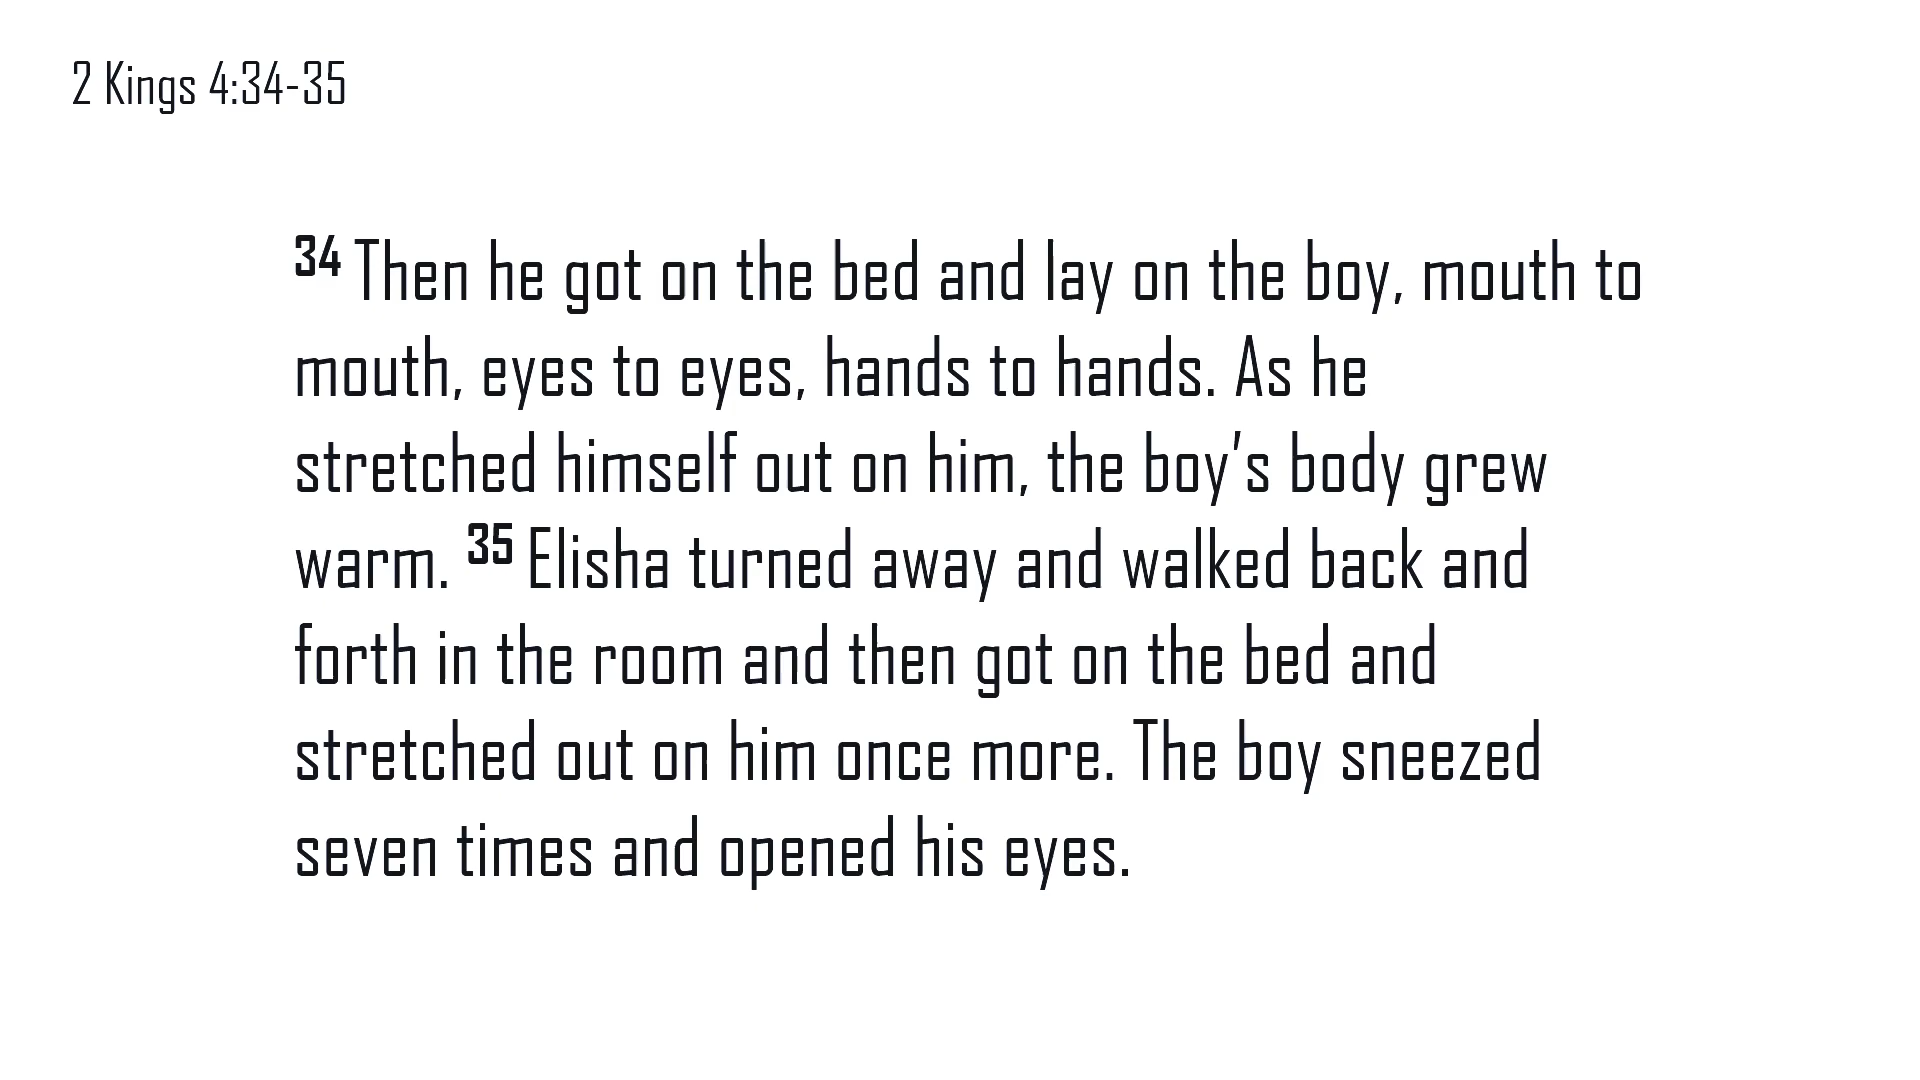 2 Kings 4:34-35
34 Then he got on the bed and lay on the boy, mouth to
mouth, eyes to eyes, hands to hands. As he
stretched himself out on him, the boy’s body grew
warm. 35 Elisha turned away and walked back and
forth in the room and then got on the bed and
stretched out on him once more. The boy sneezed
seven times and opened his eyes.